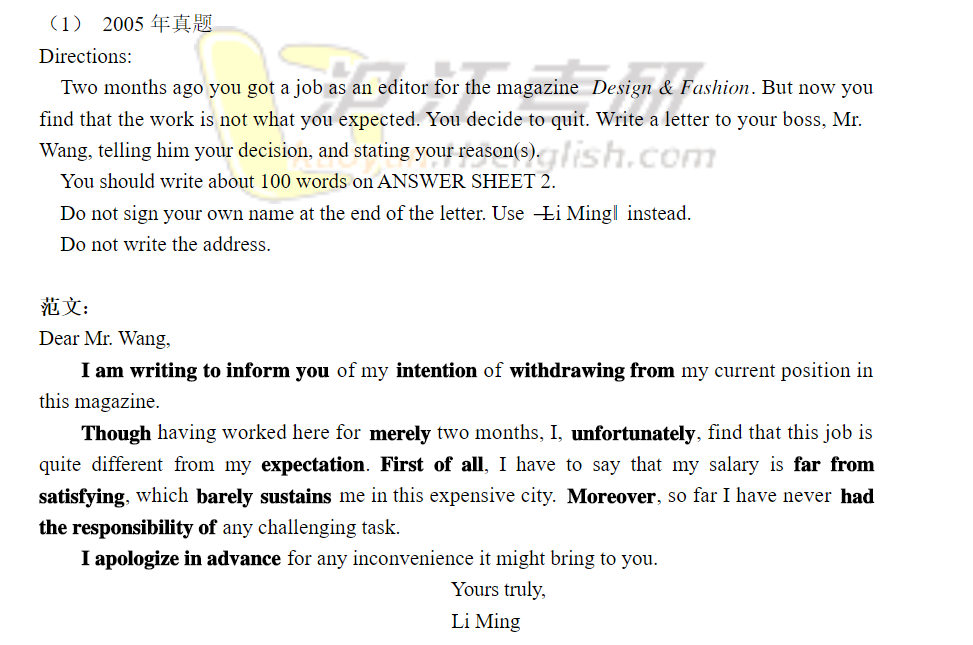 （1） 2005 年真题
Directions:
Two months ago you got a job as an editor for the magazine Design & Fashion. But now you
find that the work is not what you expected. You decide to quit. Write a letter to your boss, Mr.
Wang, telling him your decision, and stating your reason(s).
You should write about 100 words on ANSWER SHEET 2.
Do not sign your own name at the end of the letter. Use ―Li Ming‖ instead.
Do not write the address.
范文：
Dear Mr. Wang,
I am writing to inform you of my intention of withdrawing from my current position in
this magazine.
Though having worked here for merely two months, I, unfortunately, find that this job is
quite different from my expectation. First of all, I have to say that my salary is far from
satisfying, which barely sustains me in this expensive city. Moreover, so far I have never had
the responsibility of any challenging task.
I apologize in advance for any inconvenience it might bring to you.
Yours truly,
Li Ming
沪江考研
kaoyan.Hjenglish.com